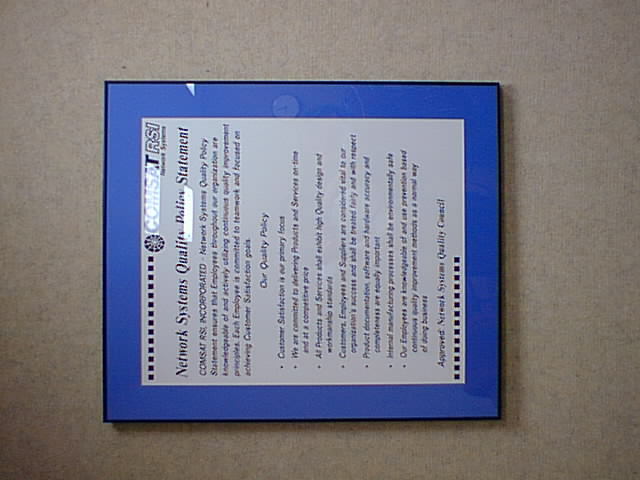 COMSAT RSI
Network Systems
Network Systems Quality Policy Statement
COMSAT RSI, INCORPORATED - Network Systems Quality Policy
Statement ensures that Employees throughout our organization are
knowledgeable of and actively utilizing continuous quality improvement
principles. Each Employee is committed to teamwork and focused on
achieving Customer Satisfaction goals.
Our Quality Policy
• Customer Satisfaction is our primary focus
• We are committed to delivering Products and Services on-time
and at a competitive price
• All Products and Services shall exhibit high Quality design and
workmanship standards
• Customers, Employees and Suppliers are considered vital to our
organization's success and shall be treated fairly and with respect
• Product documentation, software and hardware accuracy and
completeness are equally important
• Internal manufacturing processes shall be environmentally safe
• Our Employees are knowledgeable of and use prevention based
continuous quality improvement methods as a normal way
of doing business
Approved: Network Systems Quality Council